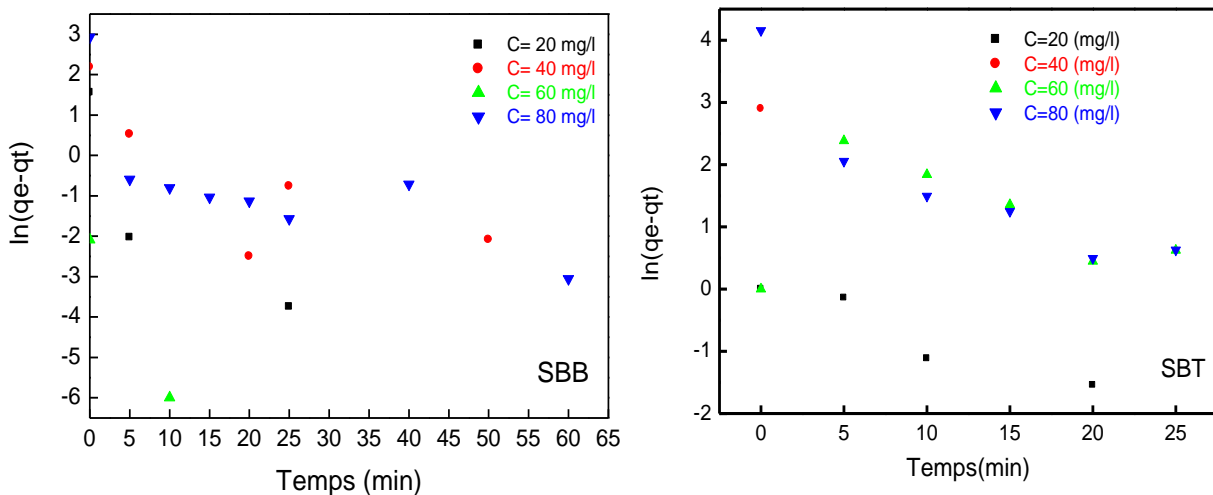 3
2
1
0
-1
-2
-3
-4
-5
-6
ln(qe-qt)
C= 20 mg/l
C= 40 mg/l
C= 60 mg/l
C= 80 mg/l
SBB
0 5 10 15 20 25 30 35 40 45 50 55 60 65
Temps (min)
4
3
2
1
0
-1
-2
ln(qe-qt)
C=20 (mg/l)
C=40 (mg/l)
C=60 (mg/l)
C=80 (mg/l)
SBT
0 5 10 15 20 25
Temps(min)